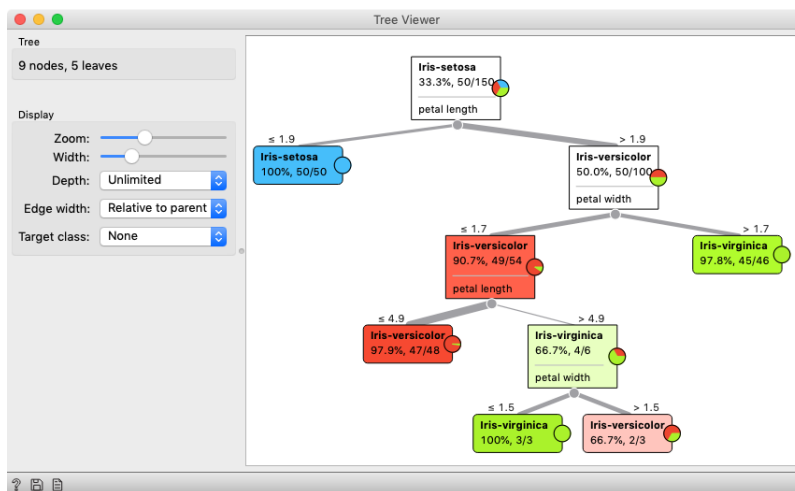 Tree Viewer
Tree
9 nodes, 5 leaves
Display
Zoom:
Width:
Depth: Unlimited
Edge width: Relative to parent
Target class: None
Iris-setosa
33.3%, 50/150
petal length
≤ 1.9
> 1.9
Iris-setosa
100%, 50/50
Iris-versicolor
50.0%, 50/100
petal width
≤ 1.7
> 1.7
Iris-versicolor
90.7%, 49/54
petal length
Iris-virginica
97.8%, 45/46
≤ 4.9
> 4.9
Iris-versicolor
97.9%, 47/48
Iris-virginica
66.7%, 4/6
petal width
≤ 1.5
> 1.5
Iris-virginica
100%, 3/3
Iris-versicolor
66.7%, 2/3
?